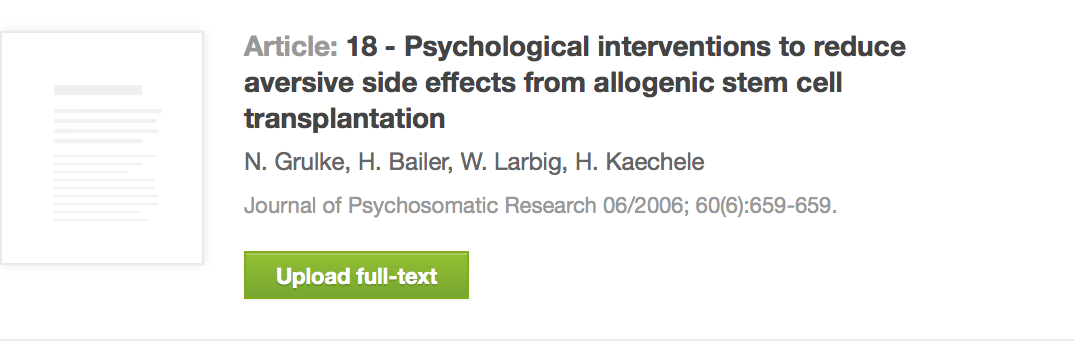 Article: 18 - Psychological interventions to reduce
aversive side effects from allogenic stem cell
transplantation
N. Grulke, H. Bailer, W. Larbig, H. Kaechele
Journal of Psychosomatic Research 06/2006; 60(6):659-659.
Upload full-text